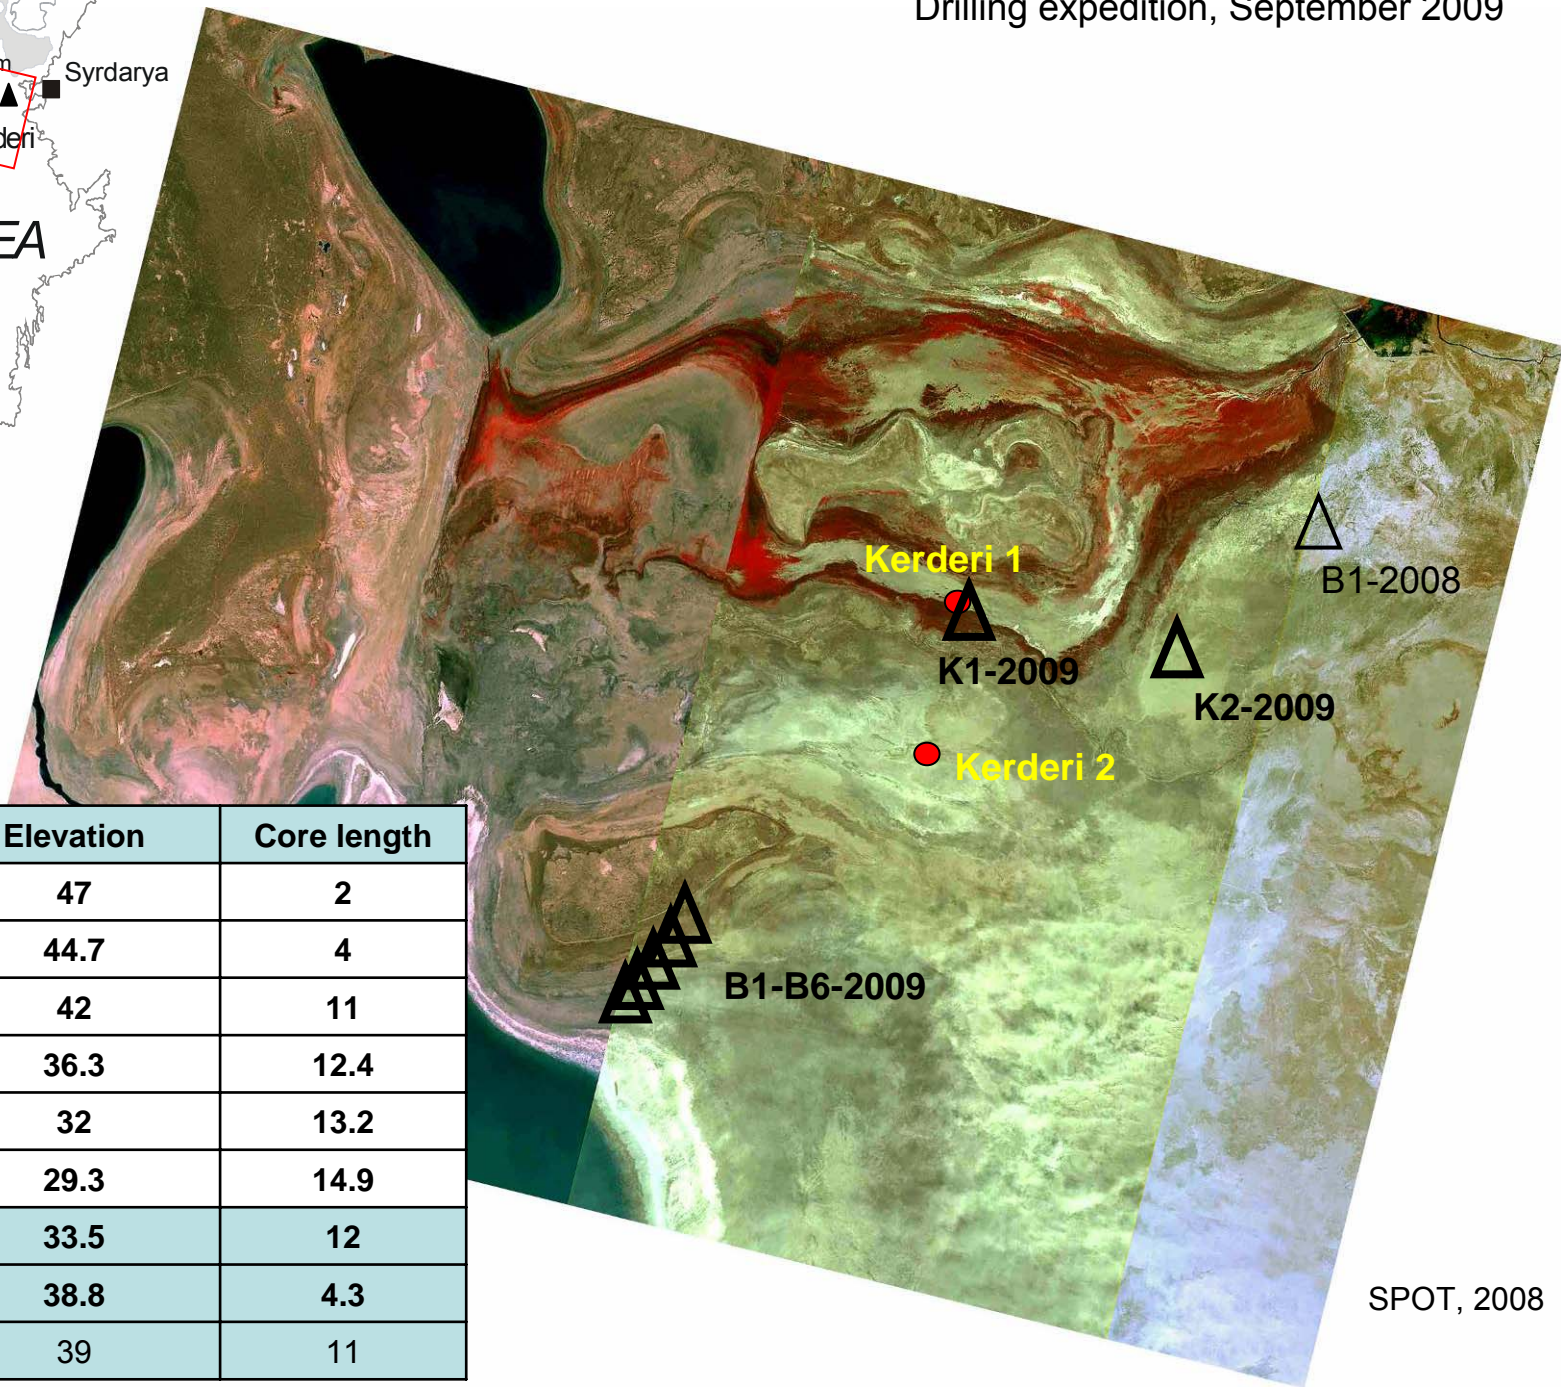 Drilling expedition, September 2009
Syrdarya
Kerderi 1
B1-2008
K1-2009
K2-2009
Kerderi 2
B1-B6-2009
Elevation Core length
47 2
44.7 4
42 11
36.3 12.4
32 13.2
29.3 14.9
33.5 12
38.8 4.3
39 11
SPOT, 2008